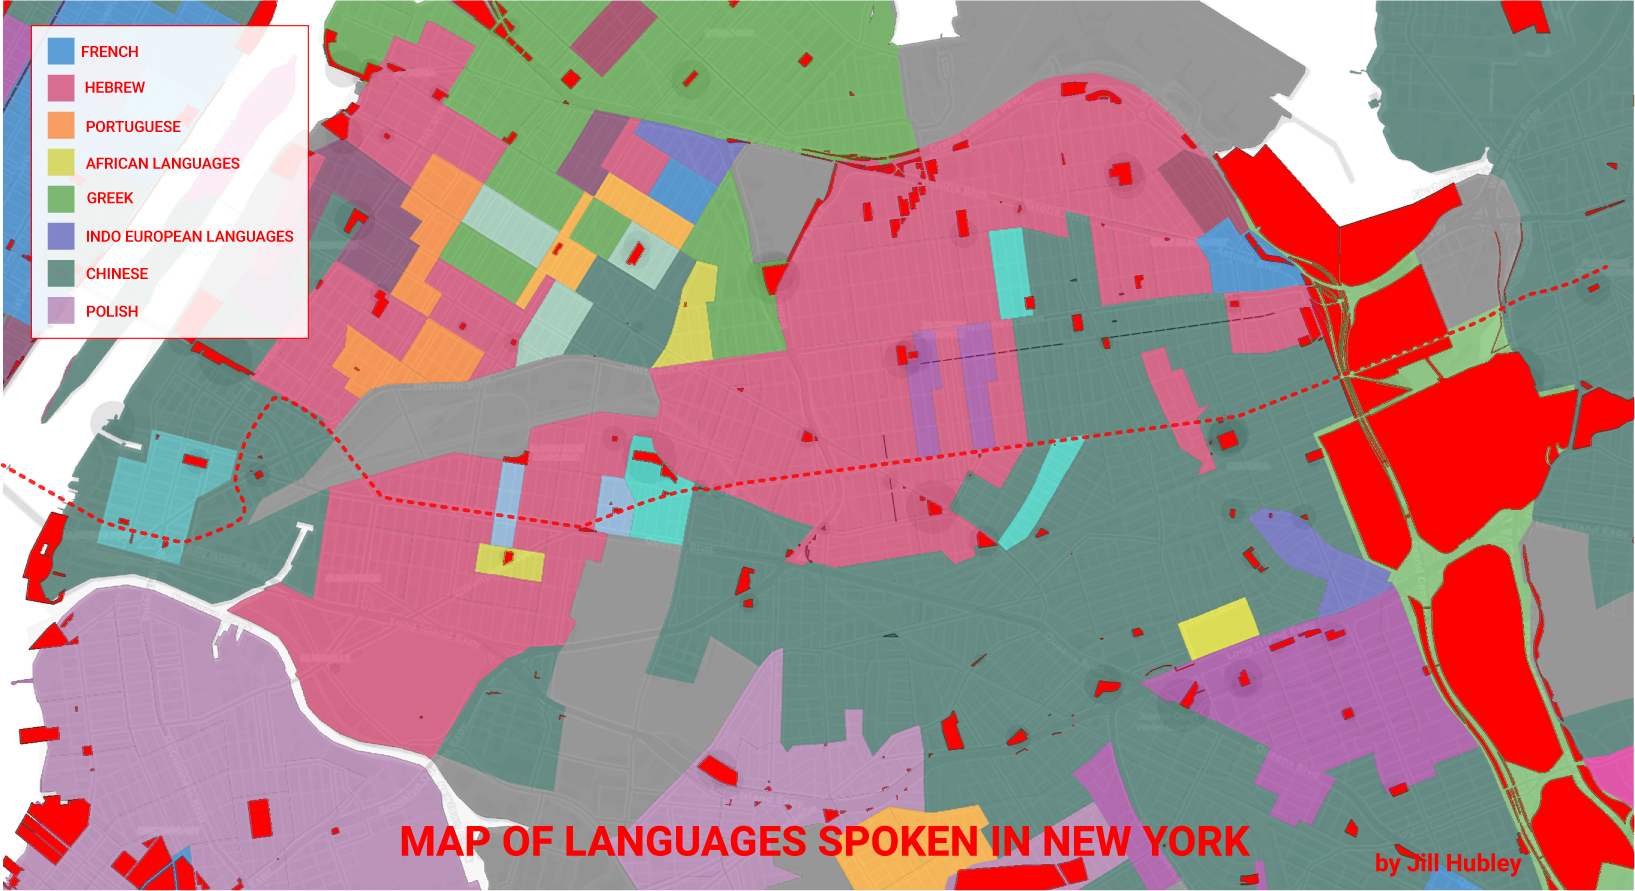 FRENCH
HEBREW
PORTUGUESE
AFRICAN LANGUAGES
GREEK
INDO EUROPEAN LANGUAGES
CHINESE
POLISH
MAP OF LANGUAGES SPOKEN IN NEW YORK
by Jill Hubley